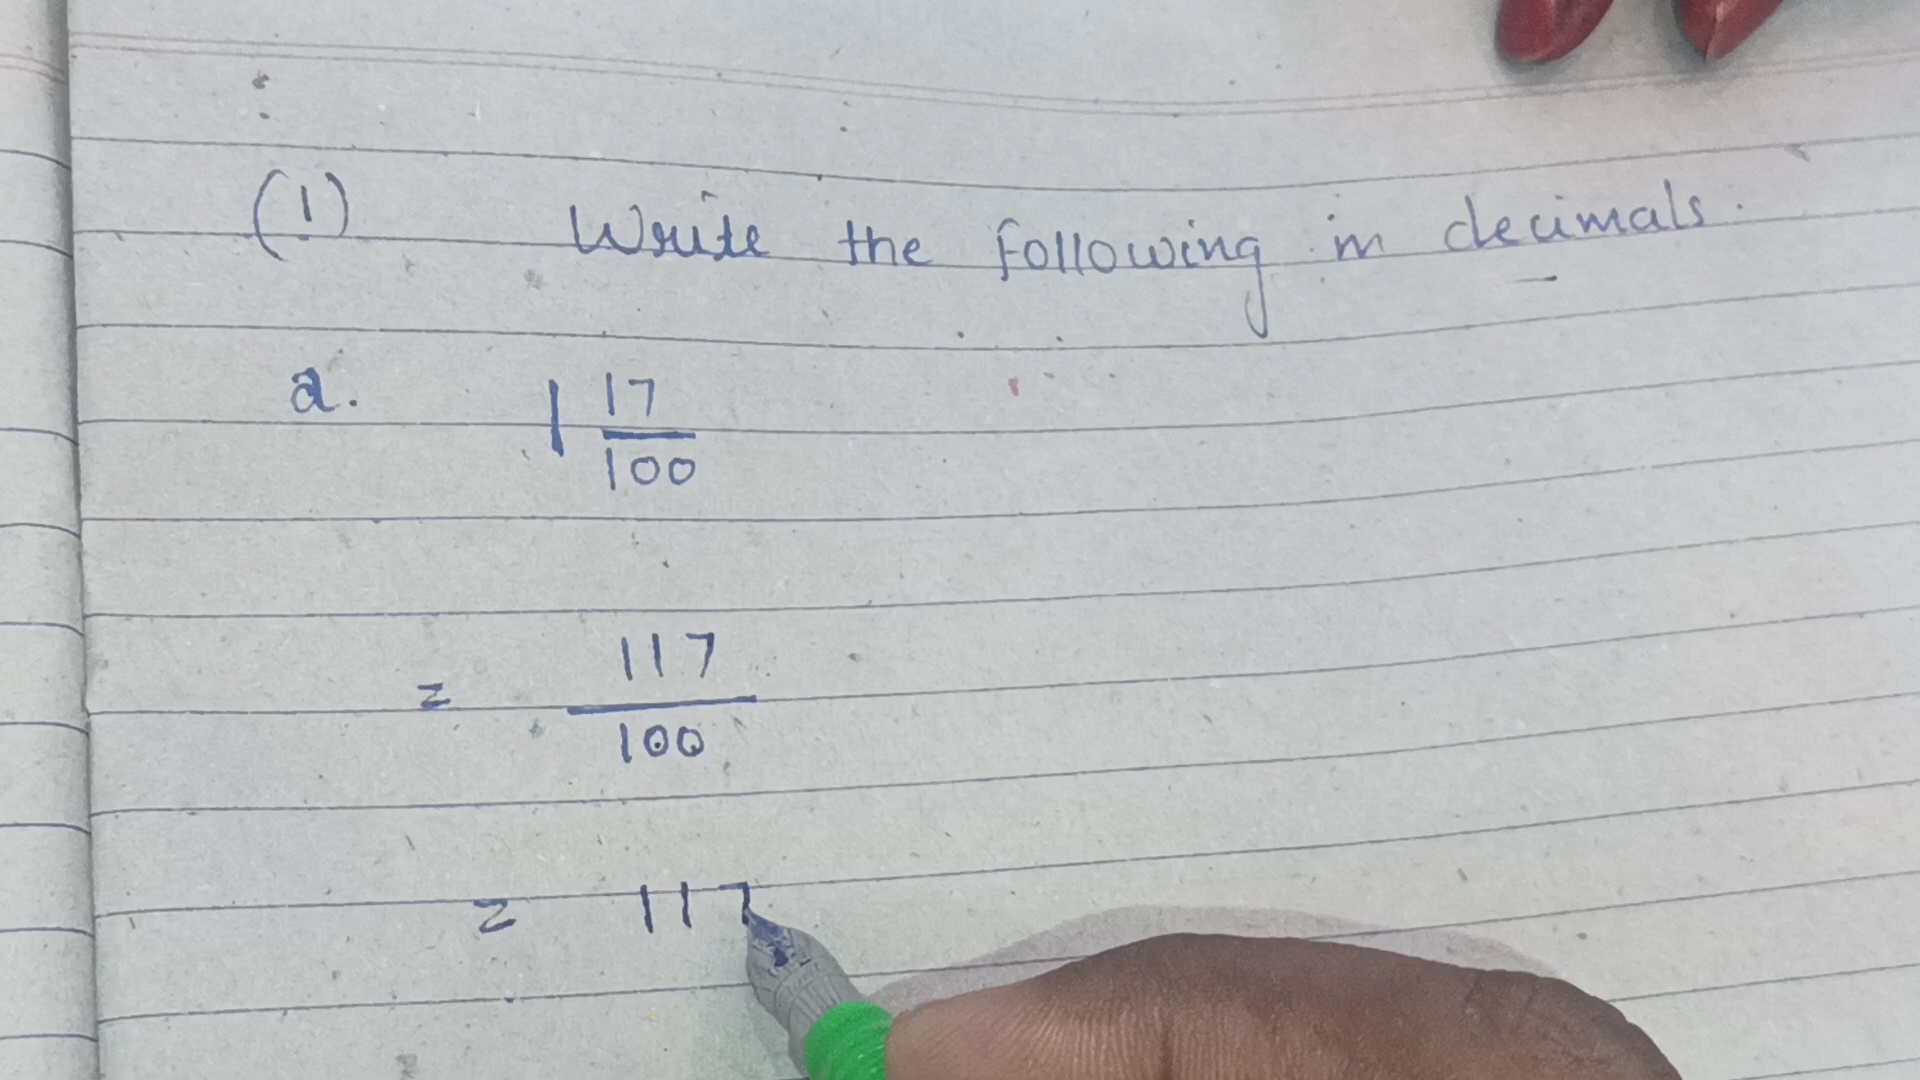 (1) Write the following in decimals.
a. 1 17/100
= 117/100
= 117